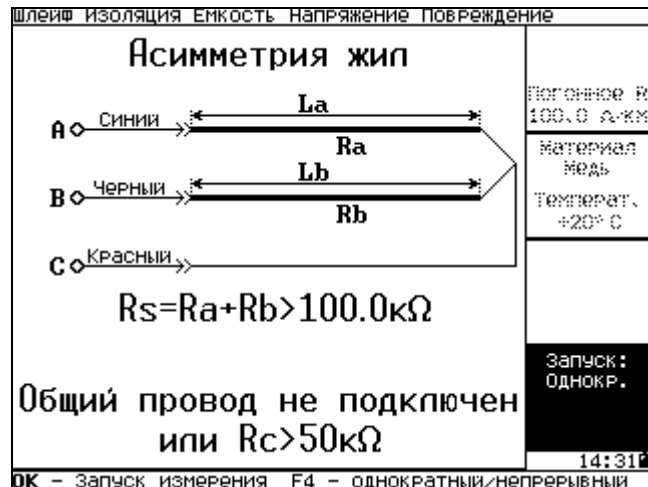 Шлейф Изоляция Емкость Напряжение Повреждение
Асимметрия жил
La
A Синий
Ra
Lb
B Черный
Rb
C Красный
Rs=Ra+Rb>100.0кΩ
Общий провод не подключен
или Rc>50кΩ
Погонное R
100.0 Ω/км
Материал
Медь
Температ.
+20° C
Запуск:
Однокр.
14:31
OK – Запуск измерения F4 – однократный/непрерывный